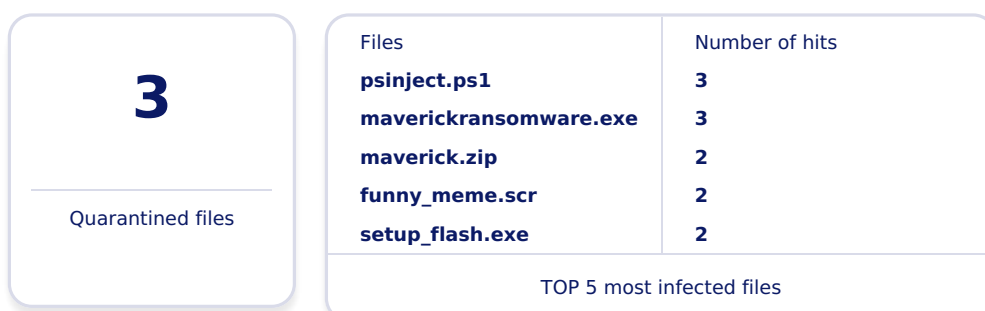 3
Quarantined files
Files Number of hits
psinject.ps1 3
maverickransomware.exe 3
maverick.zip 2
funny_meme.scr 2
setup_flash.exe 2
TOP 5 most infected files